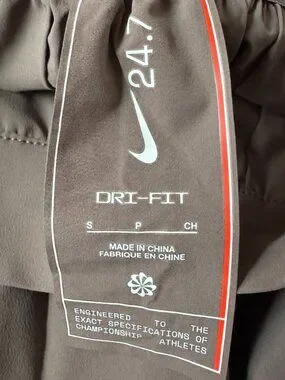 24.7
DRI-FIT
S P CH
MADE IN CHINA
FABRIQUE EN CHINE
ENGINEERED TO THE
EXACT SPECIFICATIONS OF
CHAMPIONSHIP ATHLETES